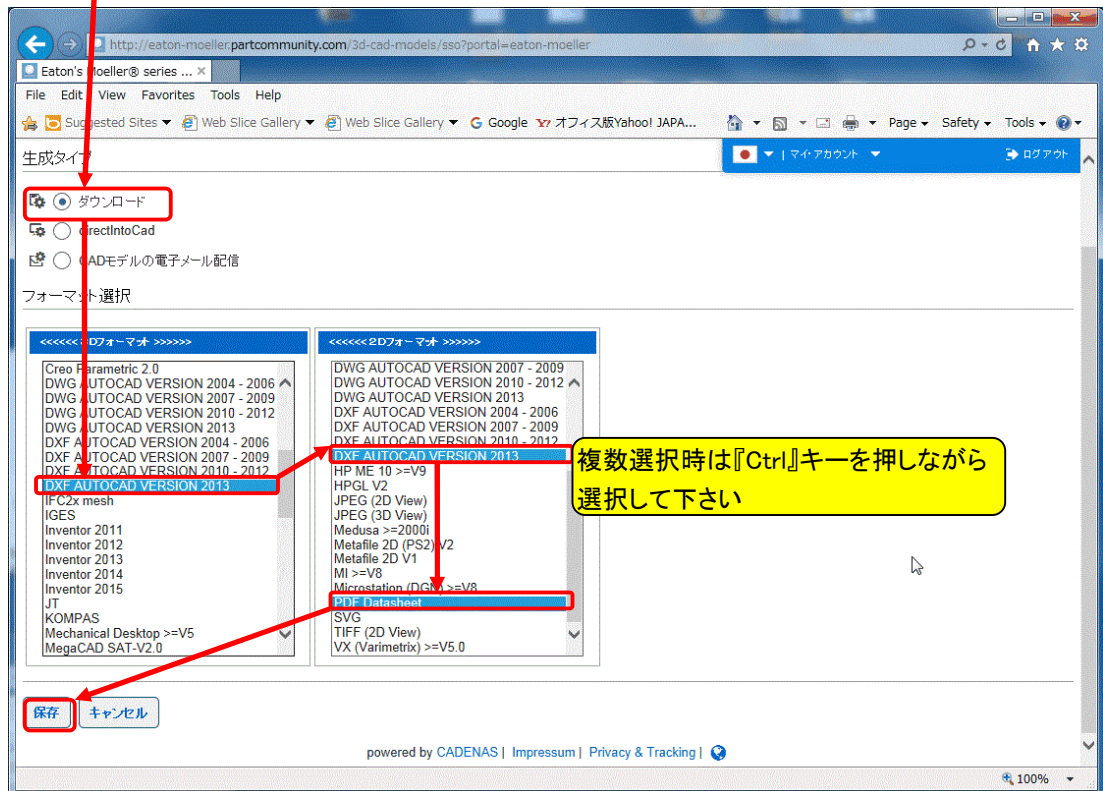 http://eaton-moeller.partcommunity.com/3d-cad-models/sso?portal=eaton-moeller
Eaton's Moeller® series ...
File Edit View Favorites Tools Help
Suggested Sites Web Slice Gallery Web Slice Gallery Google オフィス版Yahoo! JAPA... Page Safety Tools
生成タイプ
| マイ・アカウント ログアウト
ダウンロード
directIntoCad
CADモデルの電子メール配信
フォーマット選択
<<<<<< 3Dフォーマット >>>>>>
Creo Parametric 2.0
DWG AUTOCAD VERSION 2004 - 2006
DWG AUTOCAD VERSION 2007 - 2009
DWG AUTOCAD VERSION 2010 - 2012
DWG AUTOCAD VERSION 2013
DXF AUTOCAD VERSION 2004 - 2006
DXF AUTOCAD VERSION 2007 - 2009
DXF AUTOCAD VERSION 2010 - 2012
DXF AUTOCAD VERSION 2013
IFC2x mesh
IGES
Inventor 2011
Inventor 2012
Inventor 2013
Inventor 2014
Inventor 2015
JT
KOMPAS
Mechanical Desktop >=V5
MegaCAD SAT-V2.0
<<<<<< 2Dフォーマット >>>>>>
DWG AUTOCAD VERSION 2007 - 2009
DWG AUTOCAD VERSION 2010 - 2012
DWG AUTOCAD VERSION 2013
DXF AUTOCAD VERSION 2004 - 2006
DXF AUTOCAD VERSION 2007 - 2009
DXF AUTOCAD VERSION 2010 - 2012
DXF AUTOCAD VERSION 2013
HP ME 10 >=V9
HPGL V2
JPEG (2D View)
JPEG (3D View)
Medusa >=2000i
Metafile 2D (PS2) V2
Metafile 2D V1
MI >=V8
Microstation (DGN) >=V8
PDF Datasheet
SVG
TIFF (2D View)
VX (Varimetrix) >=V5.0
複数選択時は『Ctrl』キーを押しながら
選択して下さい
保存 キャンセル
powered by CADENAS | Impressum | Privacy & Tracking |
100%